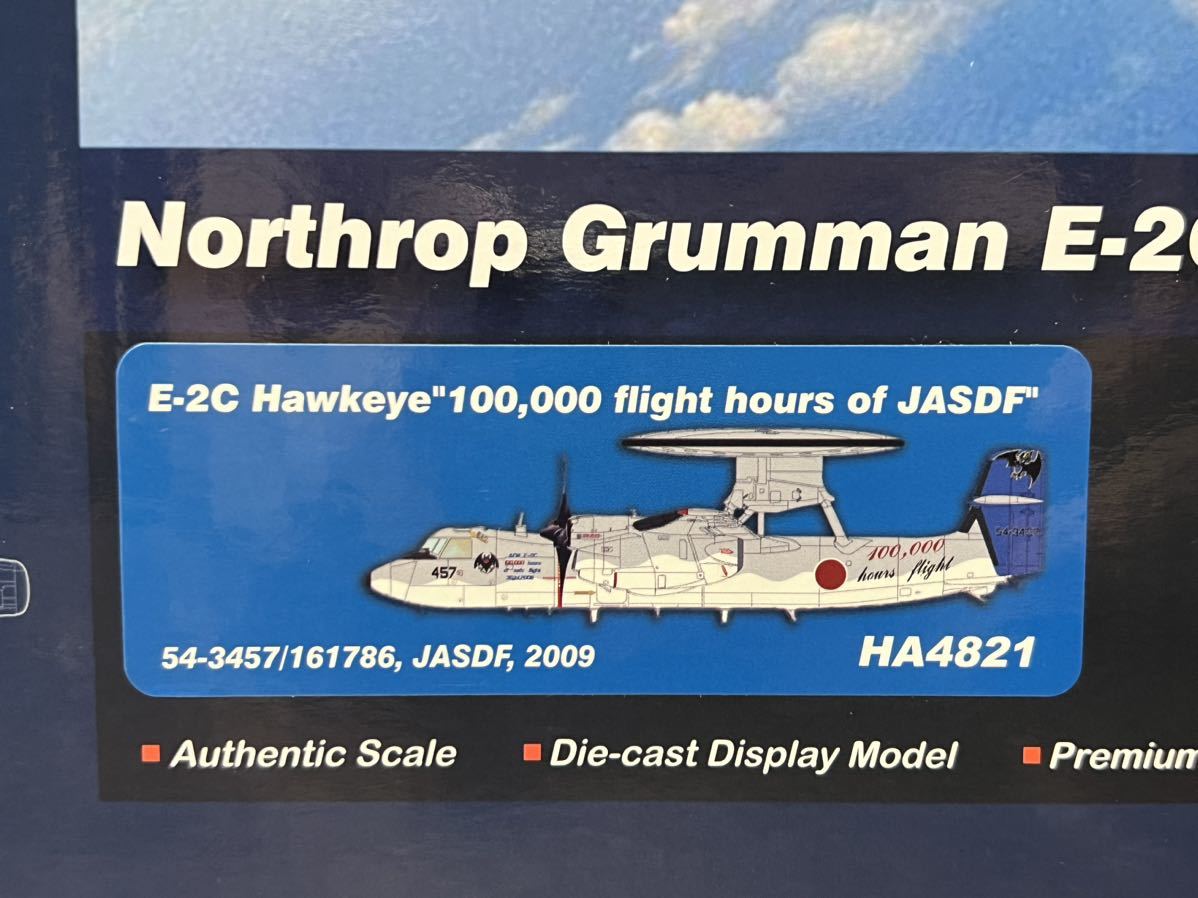 Northrop Grumman E-2C
E-2C Hawkeye"100,000 flight hours of JASDF"
457
100,000
hours flight
54-3457/161786, JASDF, 2009
HA4821
Authentic Scale
Die-cast Display Model
Premium